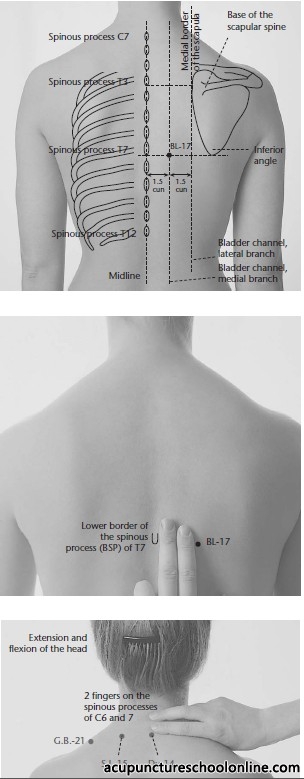 Base of the
scapular spine
Medial border
of the scapula
Spinous process C7
Spinous process T3
Spinous process T7
BL-17
Inferior
angle
1.5
cun
1.5
cun
Spinous process T12
Bladder channel,
lateral branch
Bladder channel,
medial branch
Midline
Lower border of
the spinous
process (BSP) of T7
BL-17
Extension and
flexion of the head
2 fingers on the
spinous processes
of C6 and 7
G.B.-21
acupunctureschoolonline.com